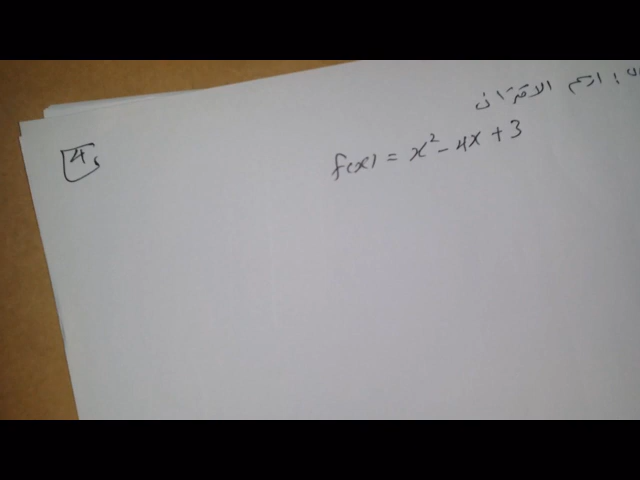 ارسم الاقتران
4
f(x) = x² - 4x + 3